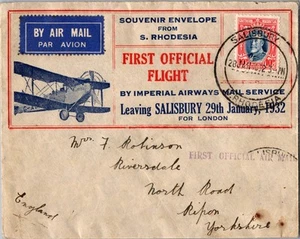 BY AIR MAIL
PAR AVION
SOUVENIR ENVELOPE
FROM
S. RHODESIA
FIRST OFFICIAL
FLIGHT
BY IMPERIAL AIRWAYS MAIL SERVICE
Leaving SALISBURY 29th January, 1932
FOR LONDON
SALISBURY
Mrs. F. Robinson
FIRST OFFICIAL AIR
Riversdale
North Road
England
Ripon
Yorkshire